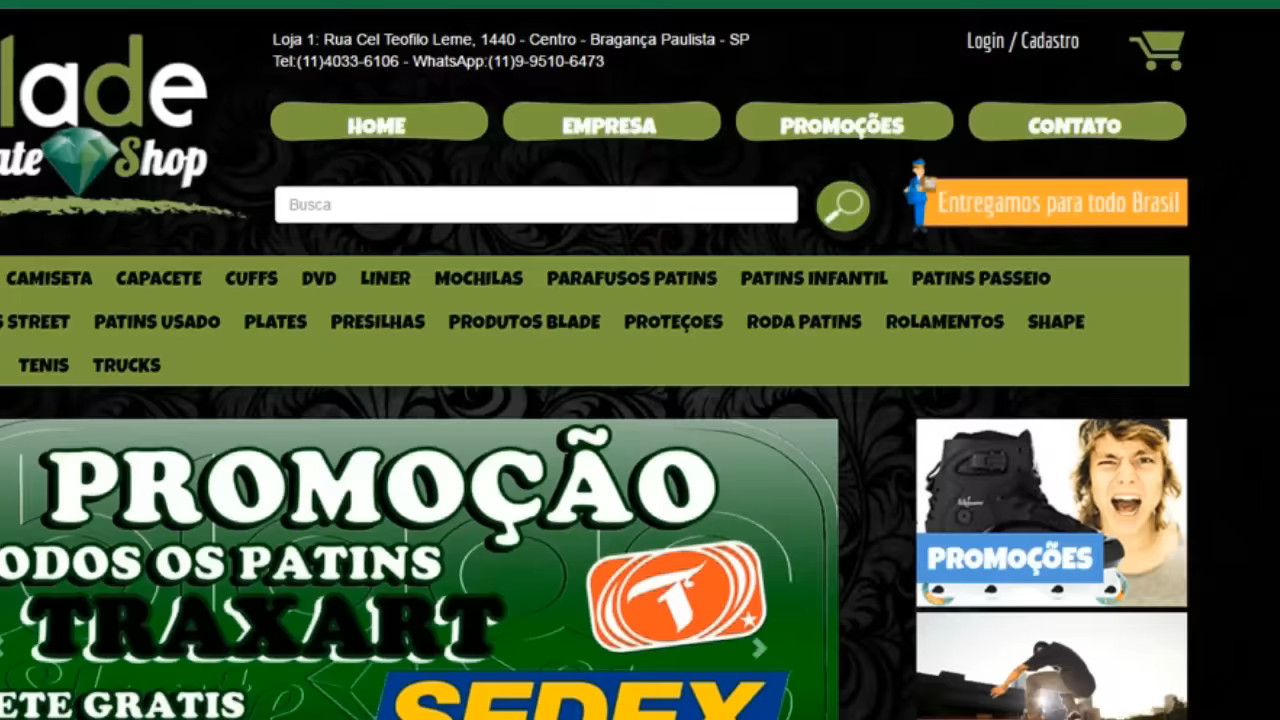 Loja 1: Rua Cel Teofilo Leme, 1440 - Centro - Bragança Paulista - SP
Tel:(11)4033-6106 - WhatsApp:(11)9-9510-6473
Login / Cadastro
lade
ate Shop
HOME EMPRESA PROMOÇÕES CONTATO
Busca
Entregamos para todo Brasil
CAMISETA CAPACETE CUFFS DVD LINER MOCHILAS PARAFUSOS PATINS PATINS INFANTIL PATINS PASSEIO
S STREET PATINS USADO PLATES PRESILHAS PRODUTOS BLADE PROTEÇOES RODA PATINS ROLAMENTOS SHAPE
TENIS TRUCKS
PROMOÇÃO
ODOS OS PATINS
TRAXART
T
ETE GRATIS
SEDEX
PROMOÇÕES